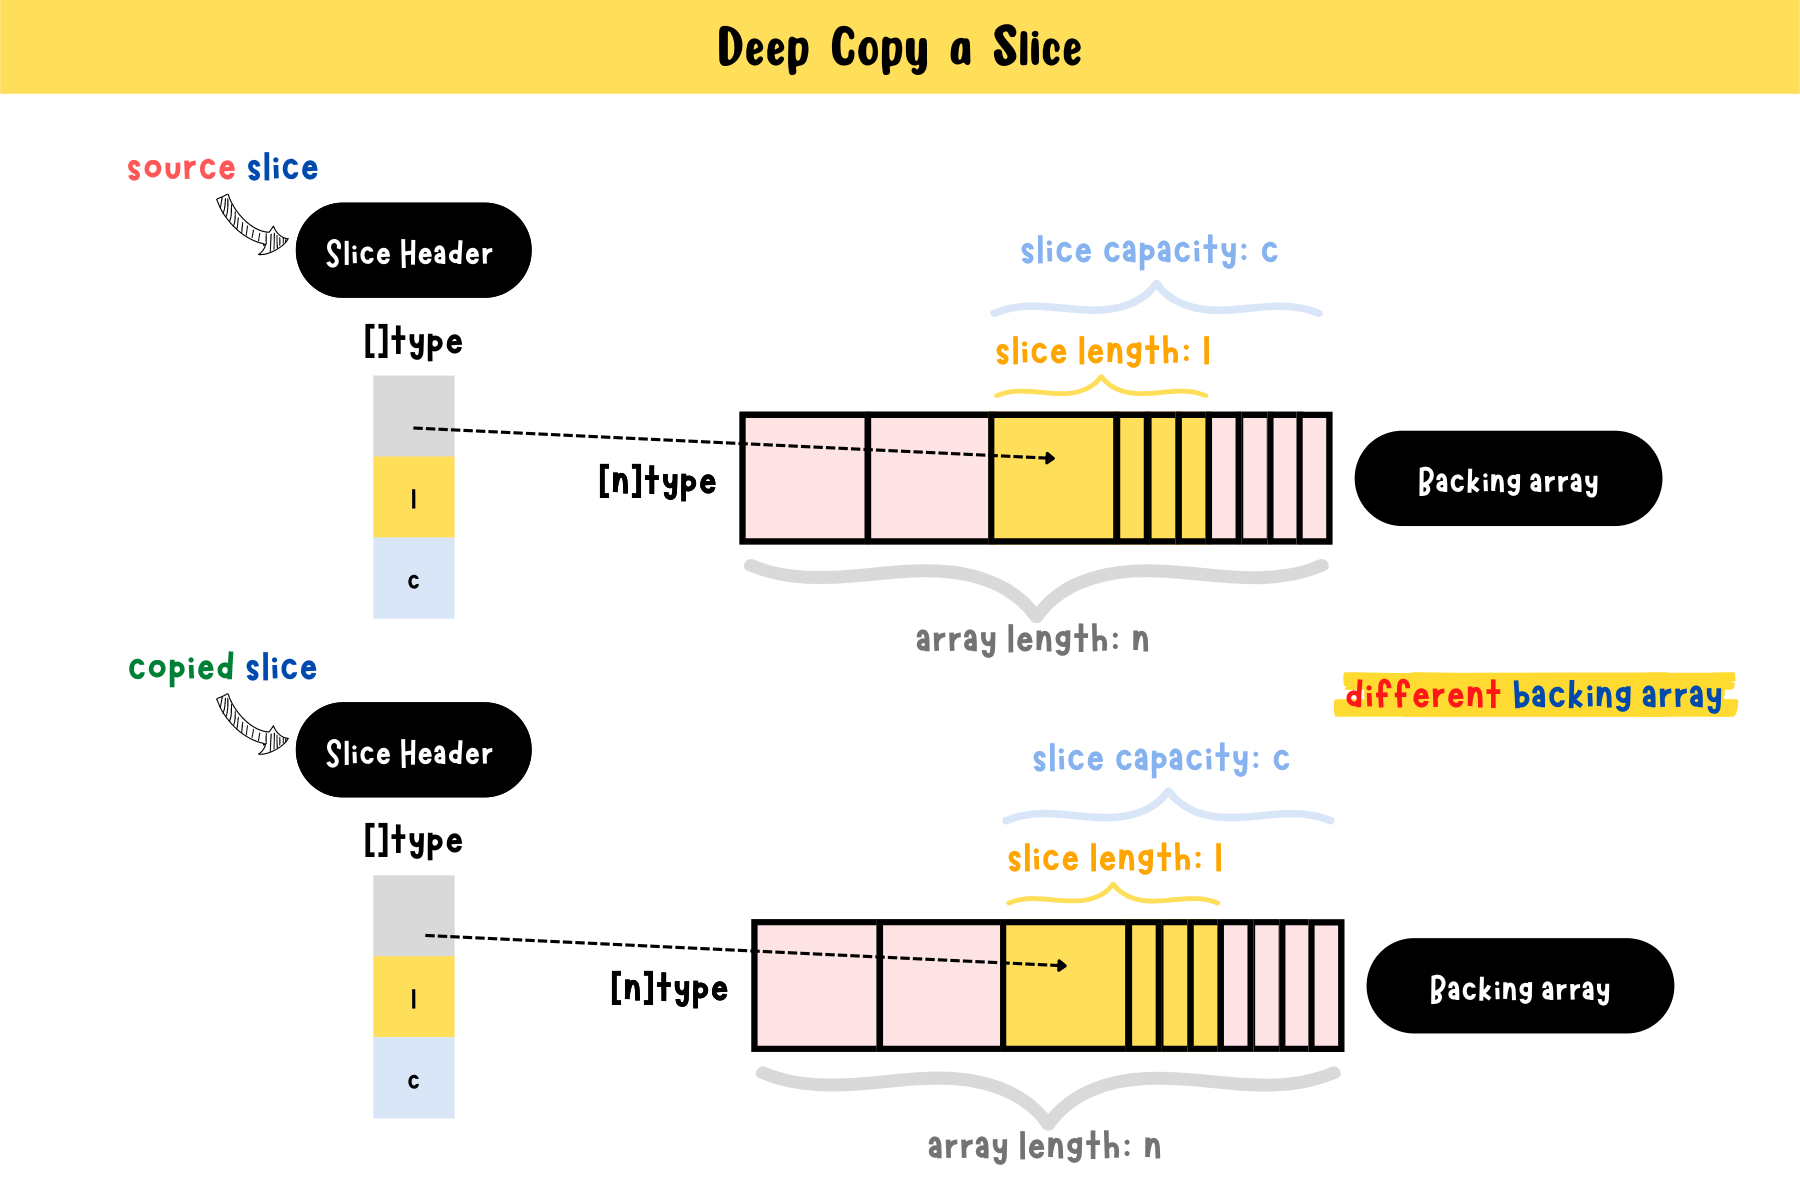 Deep Copy a Slice
source slice
Slice Header
slice capacity: c
[]type
slice length: l
[n]type
Backing array
l
c
array length: n
copied slice
different backing array
Slice Header
slice capacity: c
[]type
slice length: l
[n]type
Backing array
l
c
array length: n